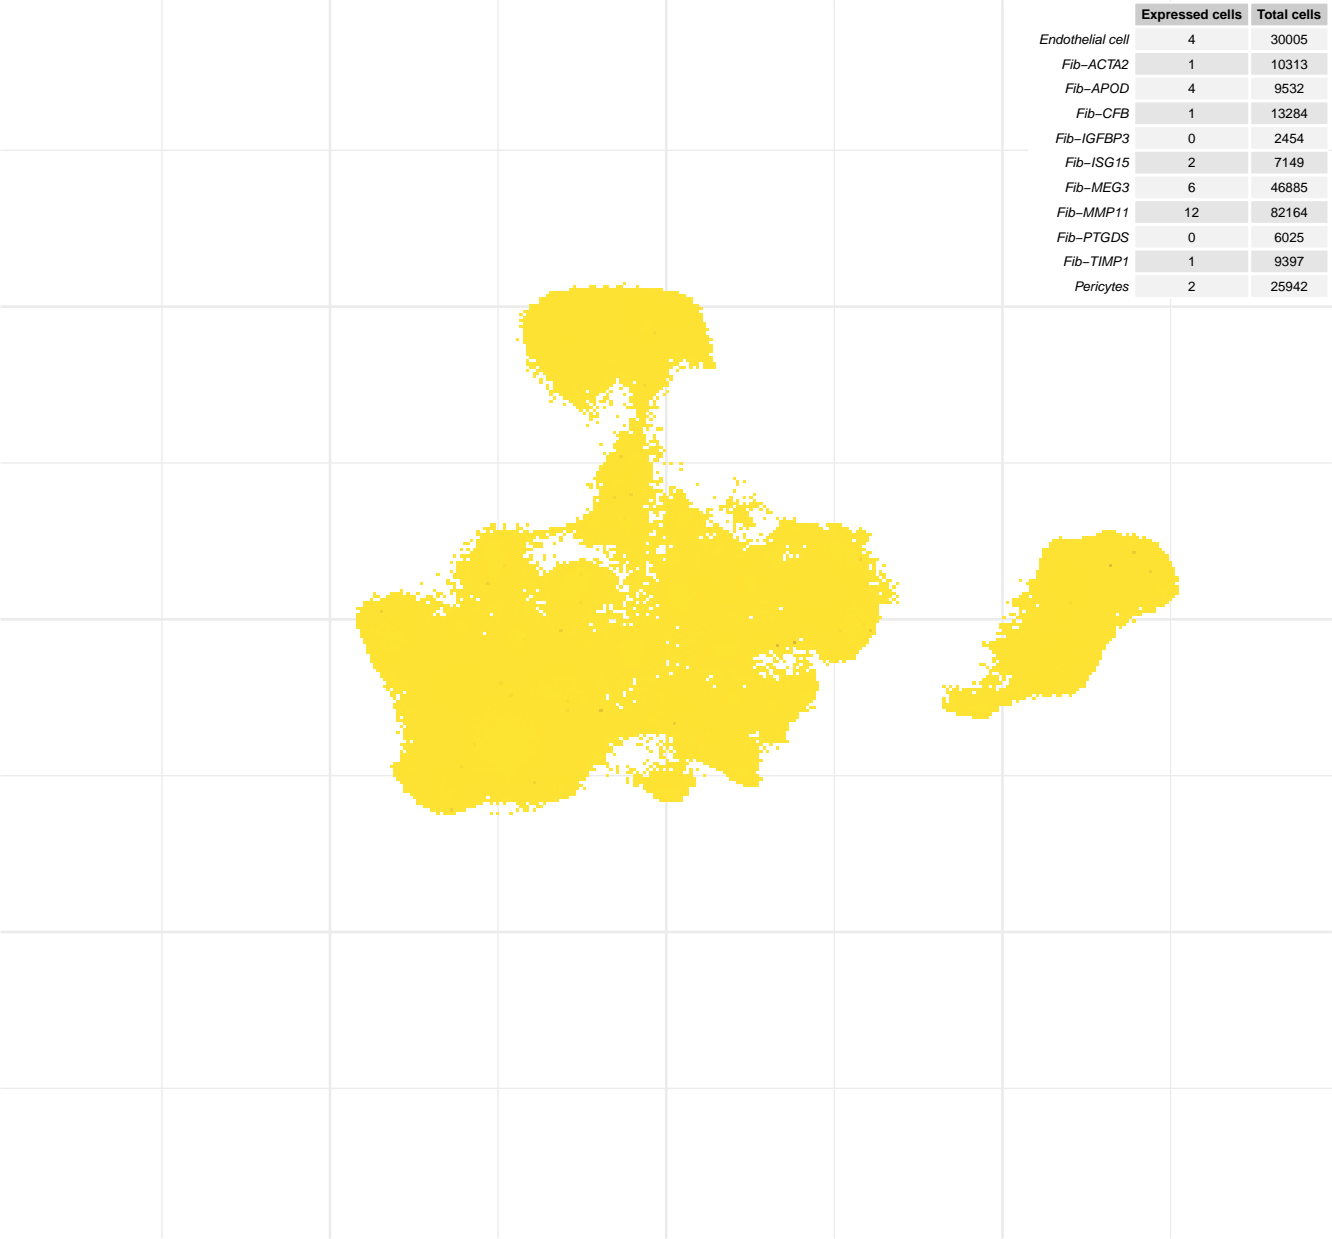 Expressed cells Total cells
Endothelial cell 4 30005
Fib−ACTA2 1 10313
Fib−APOD 4 9532
Fib−CFB 1 13284
Fib−IGFBP3 0 2454
Fib−ISG15 2 7149
Fib−MEG3 6 46885
Fib−MMP11 12 82164
Fib−PTGDS 0 6025
Fib−TIMP1 1 9397
Pericytes 2 25942